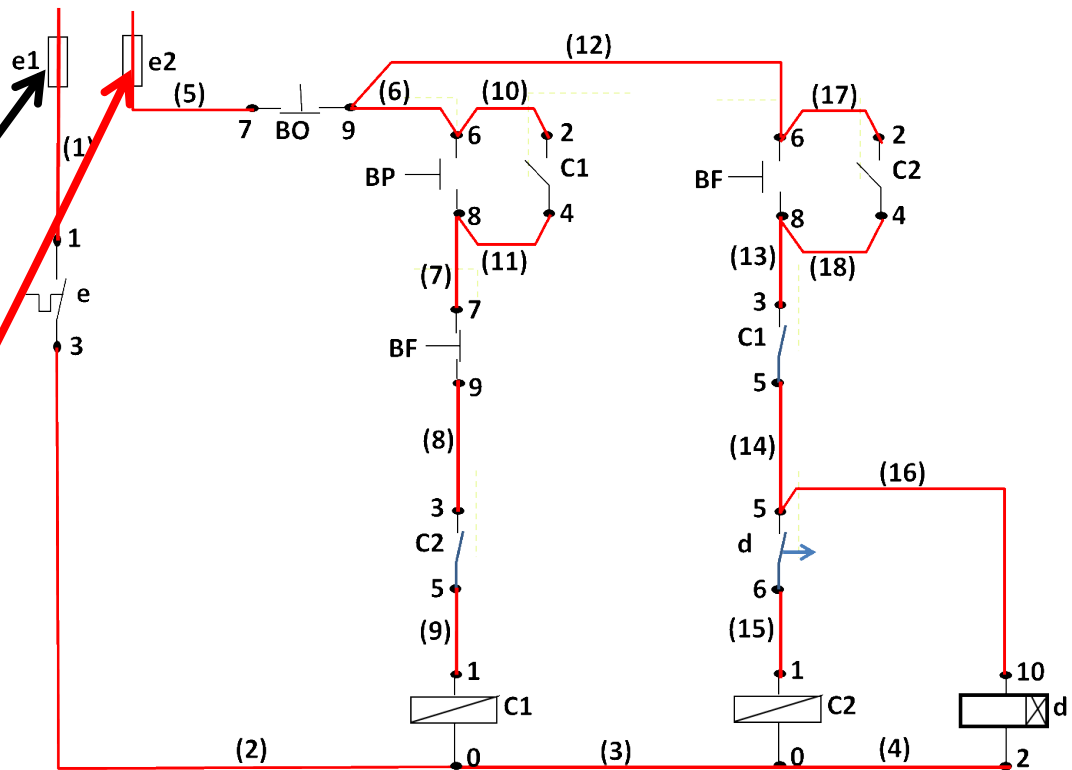 (12)
e1 e2
(5) (6) (10) (17)
7 BO 9 6 2 6 2
(1)
BP C1 BF C2
8 4 8 4
1 (11) (13) (18)
(7)
e 7 3
3 BF C1
9 5
(8) (14) (16)
3 5
C2 d
5 6
(9) (15)
1 1 10
C1 C2 d
(2) 0 (3) 0 (4) 2